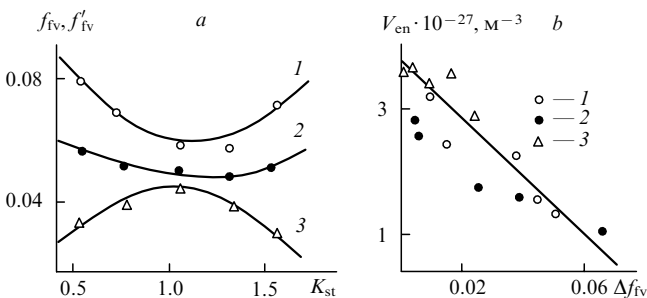 f_fv, f′_fv
a
0.08
0.04
1
2
3
0.5
1.0
1.5
K_st
V_en · 10^−27, м^−3
b
3
1
— 1
— 2
— 3
0.02
0.06
Δf_fv